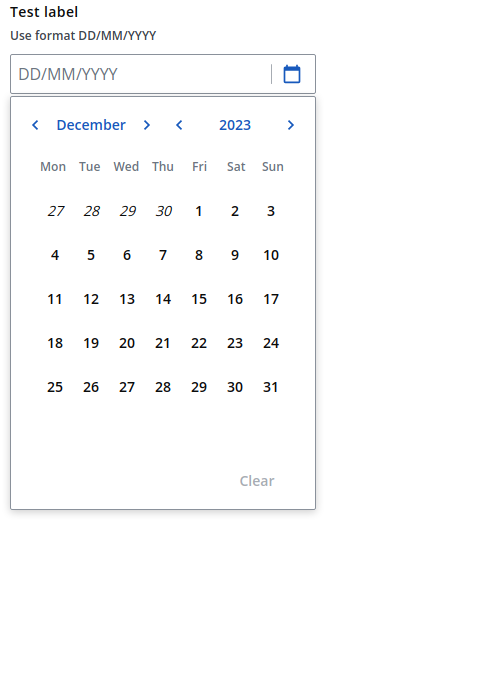 Test label
Use format DD/MM/YYYY
DD/MM/YYYY
December 2023
Mon Tue Wed Thu Fri Sat Sun
27 28 29 30 1 2 3
4 5 6 7 8 9 10
11 12 13 14 15 16 17
18 19 20 21 22 23 24
25 26 27 28 29 30 31
Clear